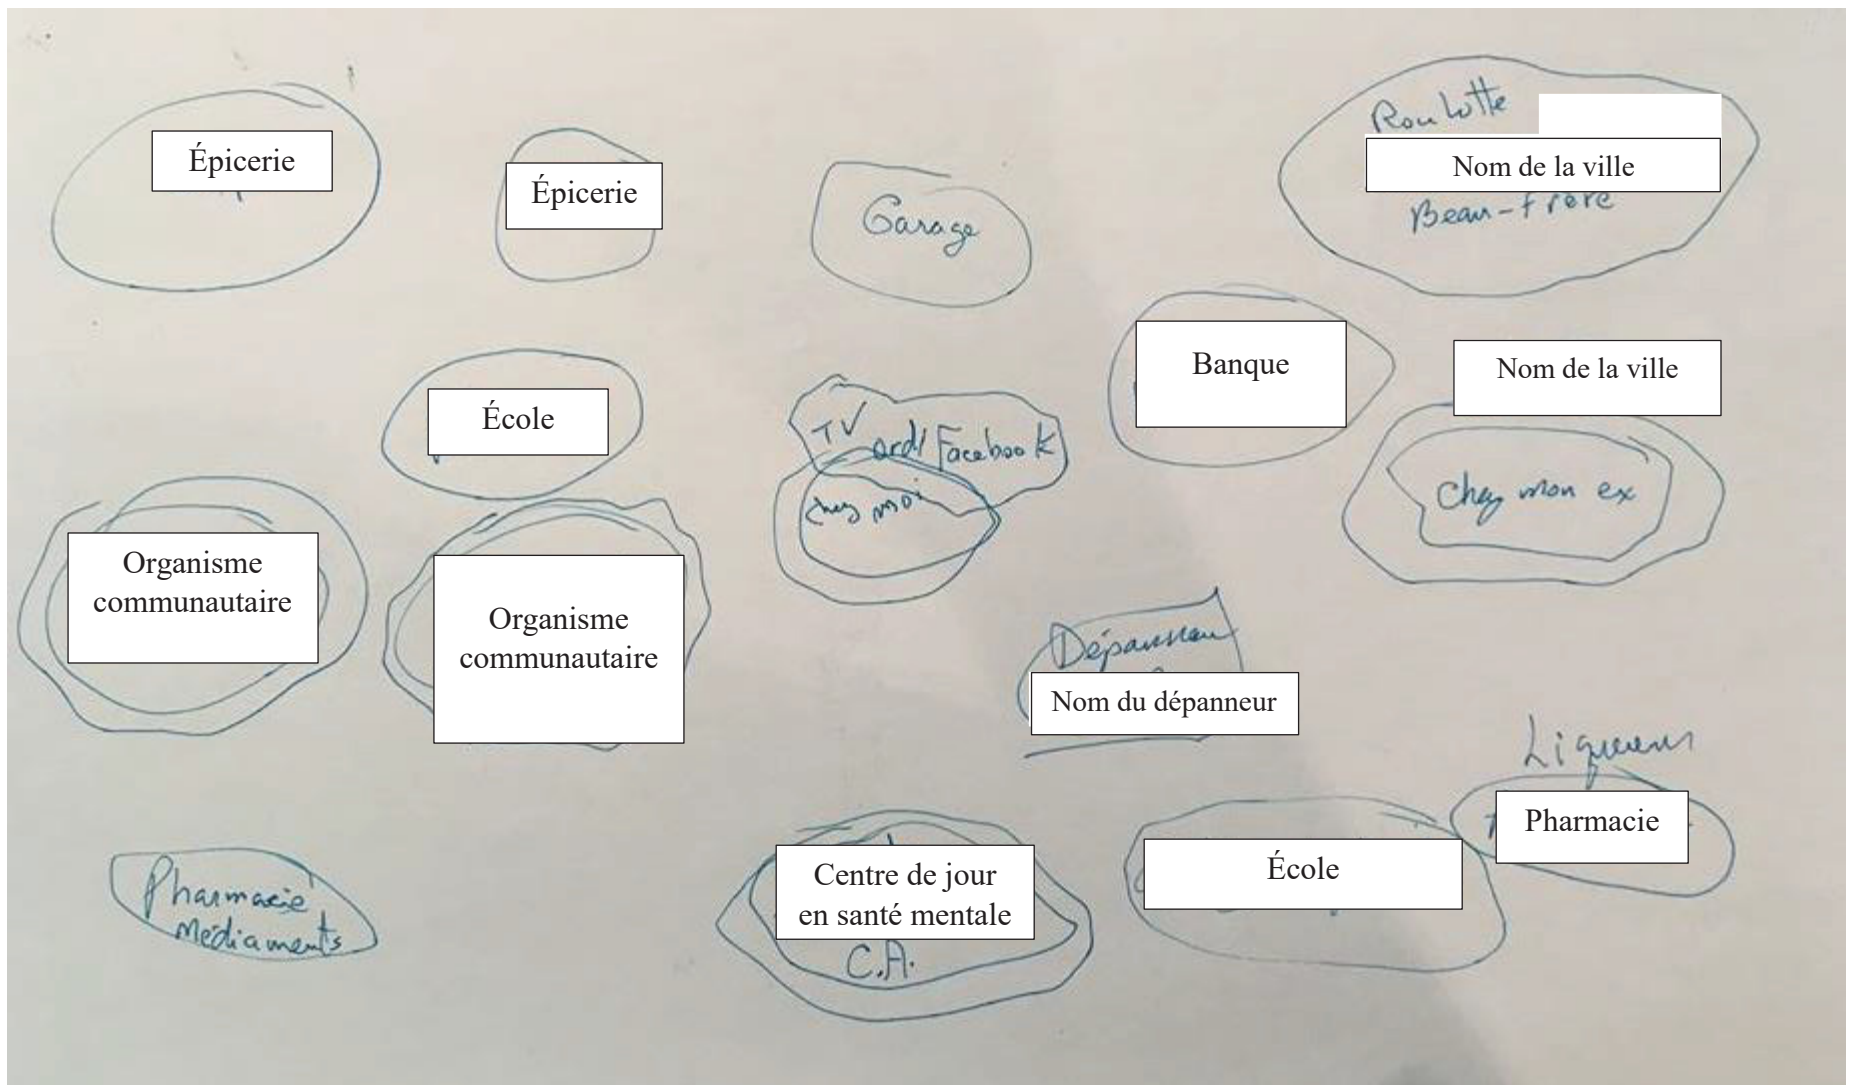 Épicerie
Épicerie
Garage
Roulotte
Nom de la ville
Beau-frère
École
TV
ordi Facebook
chez moi
Banque
Nom de la ville
Chez mon ex
Organisme
communautaire
Organisme
communautaire
Dépanneur
Nom du dépanneur
Liqueurs
Pharmacie
Pharmacie
Médiaments
Centre de jour
en santé mentale
C.A.
École